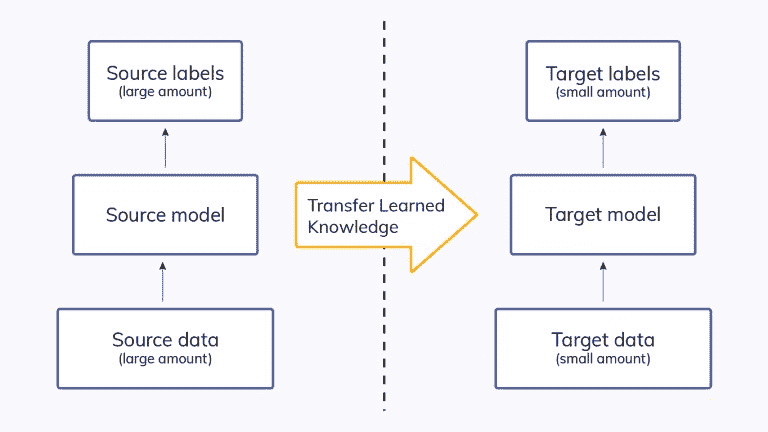 Source labels
(large amount)
Source model
Source data
(large amount)
Transfer Learned
Knowledge
Target labels
(small amount)
Target model
Target data
(small amount)